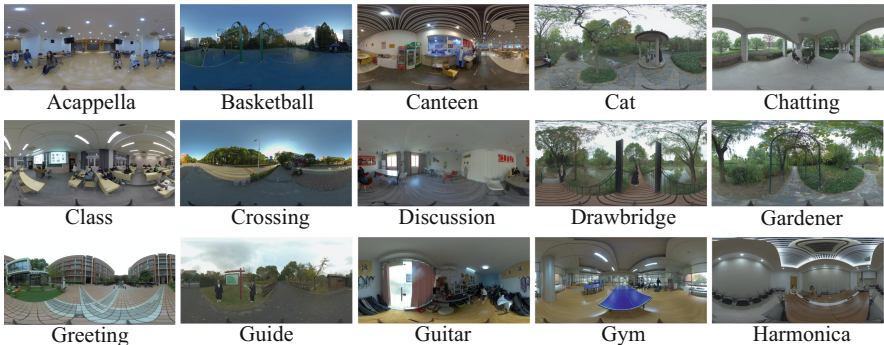 Acappella Basketball Canteen Cat Chatting
Class Crossing Discussion Drawbridge Gardener
Greeting Guide Guitar Gym Harmonica